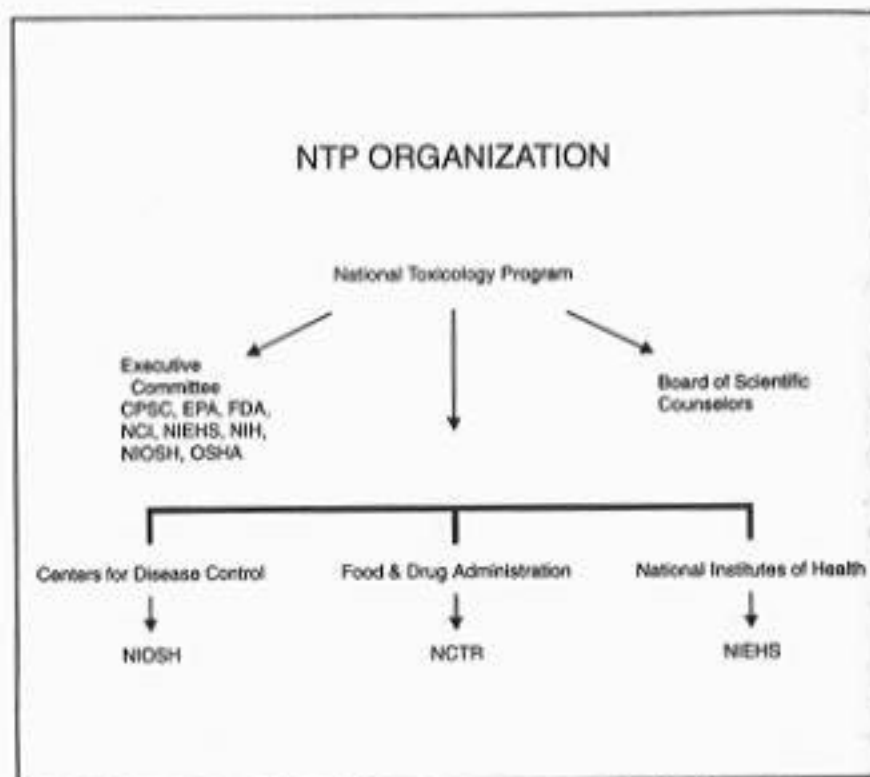 NTP ORGANIZATION
National Toxicology Program
Executive
Committee
CPSC, EPA, FDA,
NCI, NIEHS, NIH,
NIOSH, OSHA
Board of Scientific
Counselors
Centers for Disease Control
Food & Drug Administration
National Institutes of Health
NIOSH
NCTR
NIEHS